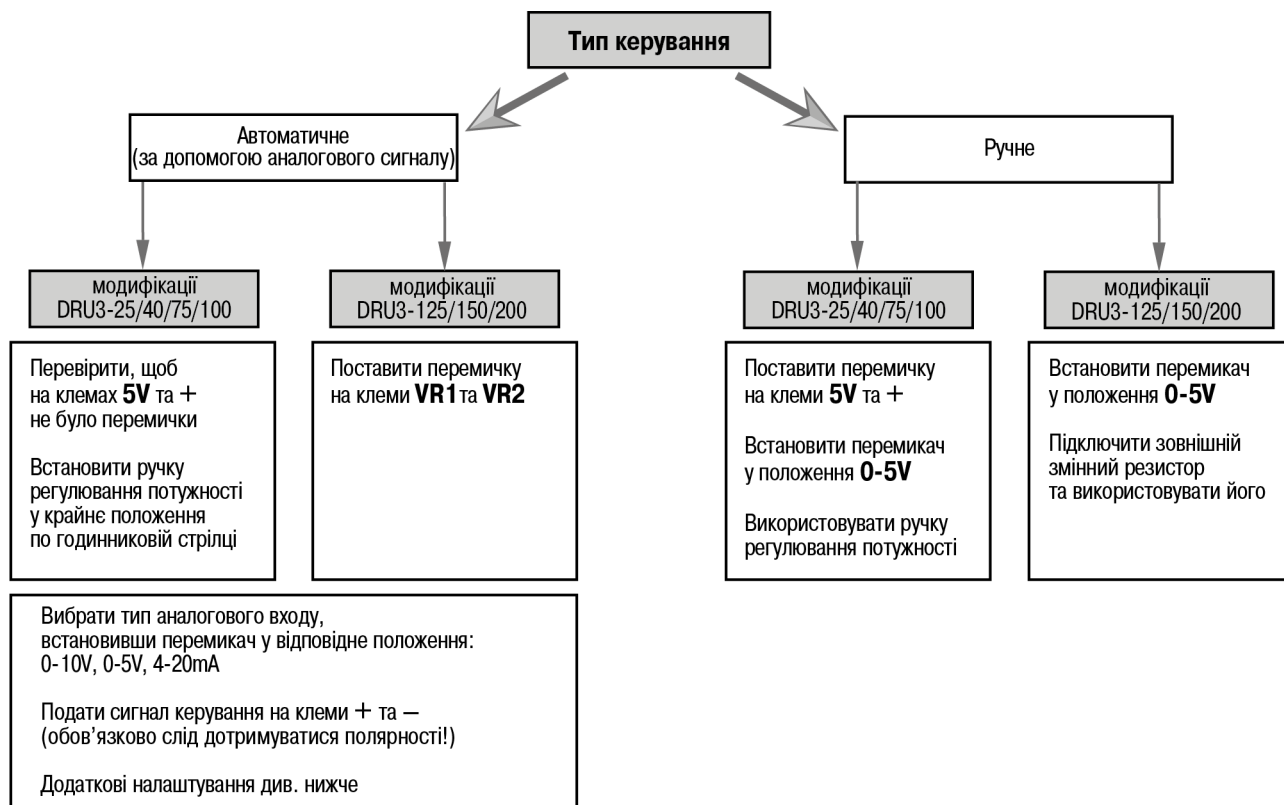 Тип керування
Автоматичне
(за допомогою аналогового сигналу)
Ручне
модифікації
DRU3-25/40/75/100
модифікації
DRU3-125/150/200
модифікації
DRU3-25/40/75/100
модифікації
DRU3-125/150/200
Перевірити, щоб
на клемах 5V та +
не було перемички
Встановити ручку
регулювання потужності
у крайнє положення
по годинниковій стрілці
Поставити перемичку
на клеми VR1та VR2
Поставити перемичку
на клеми 5V та +
Встановити перемикач
у положення 0-5V
Використовувати ручку
регулювання потужності
Встановити перемикач
у положення 0-5V
Підключити зовнішній
змінний резистор
та використовувати його
Вибрати тип аналогового входу,
встановивши перемикач у відповідне положення:
0-10V, 0-5V, 4-20mA
Подати сигнал керування на клеми + та –
(обов’язково слід дотримуватися полярності!)
Додаткові налаштування див. нижче